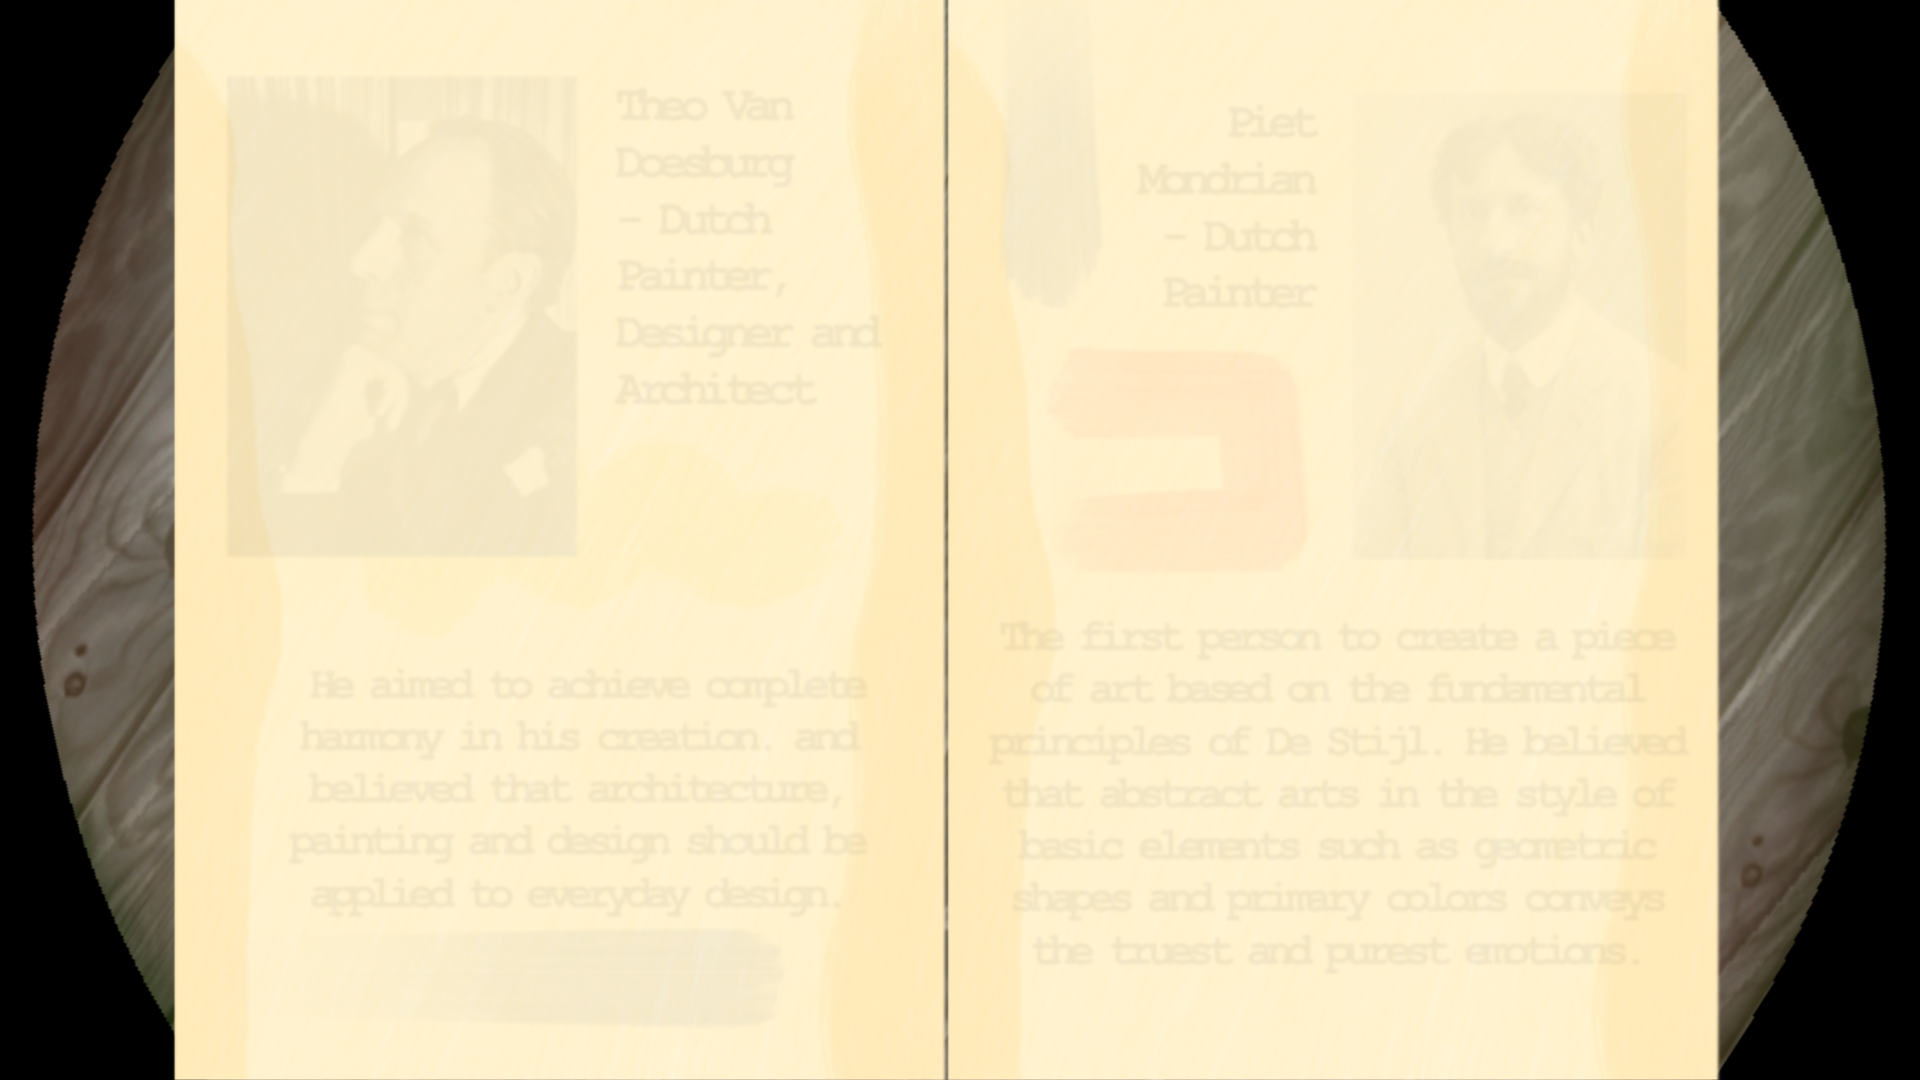 Theo Van
Doesburg
– Dutch
Painter,
Designer and
Architect
He aimed to achieve complete
harmony in his creation. and
believed that architecture,
painting and design should be
applied to everyday design.
Piet
Mondrian
– Dutch
Painter
The first person to create a piece
of art based on the fundamental
principles of De Stijl. He believed
that abstract arts in the style of
basic elements such as geometric
shapes and primary colors conveys
the truest and purest emotions.